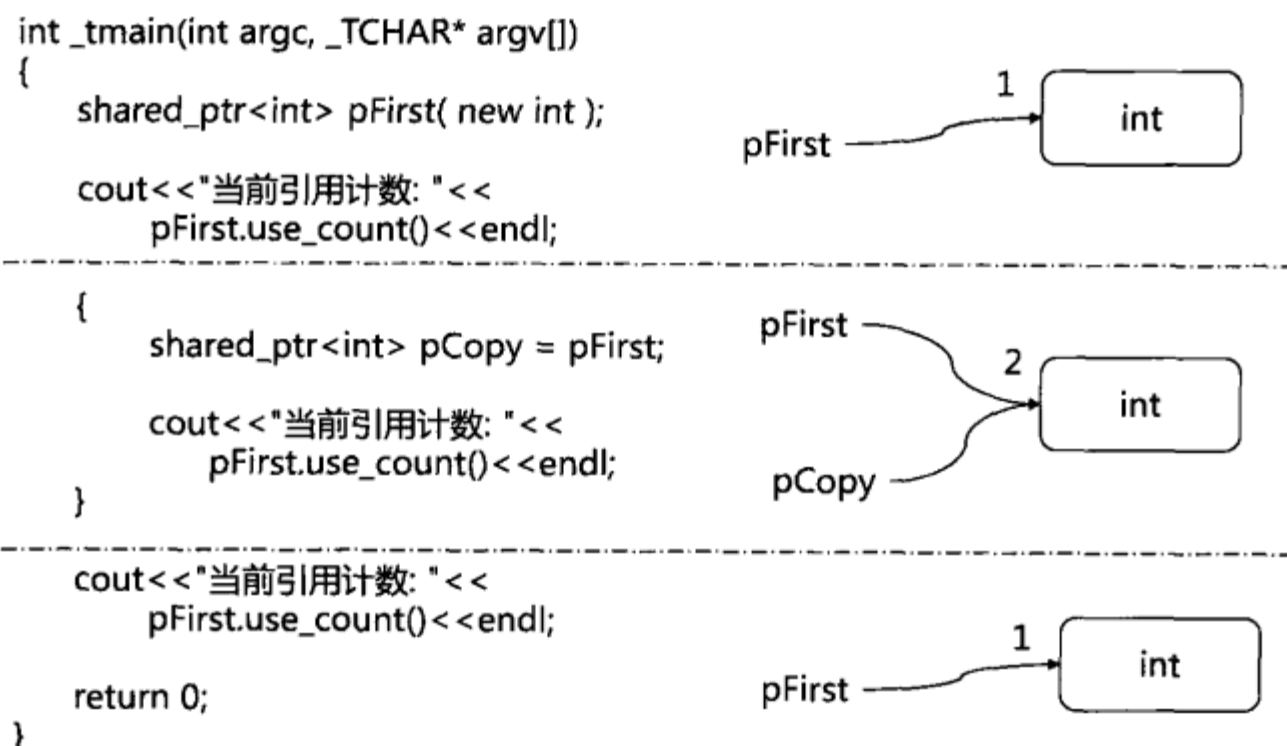 int _tmain(int argc, _TCHAR* argv[])
{
shared_ptr<int> pFirst( new int );
1
int
pFirst
cout<<"当前引用计数: "<<
pFirst.use_count()<<endl;
{
shared_ptr<int> pCopy = pFirst;
pFirst
2
int
cout<<"当前引用计数: "<<
pFirst.use_count()<<endl;
pCopy
}
cout<<"当前引用计数: "<<
pFirst.use_count()<<endl;
1
int
pFirst
return 0;
}